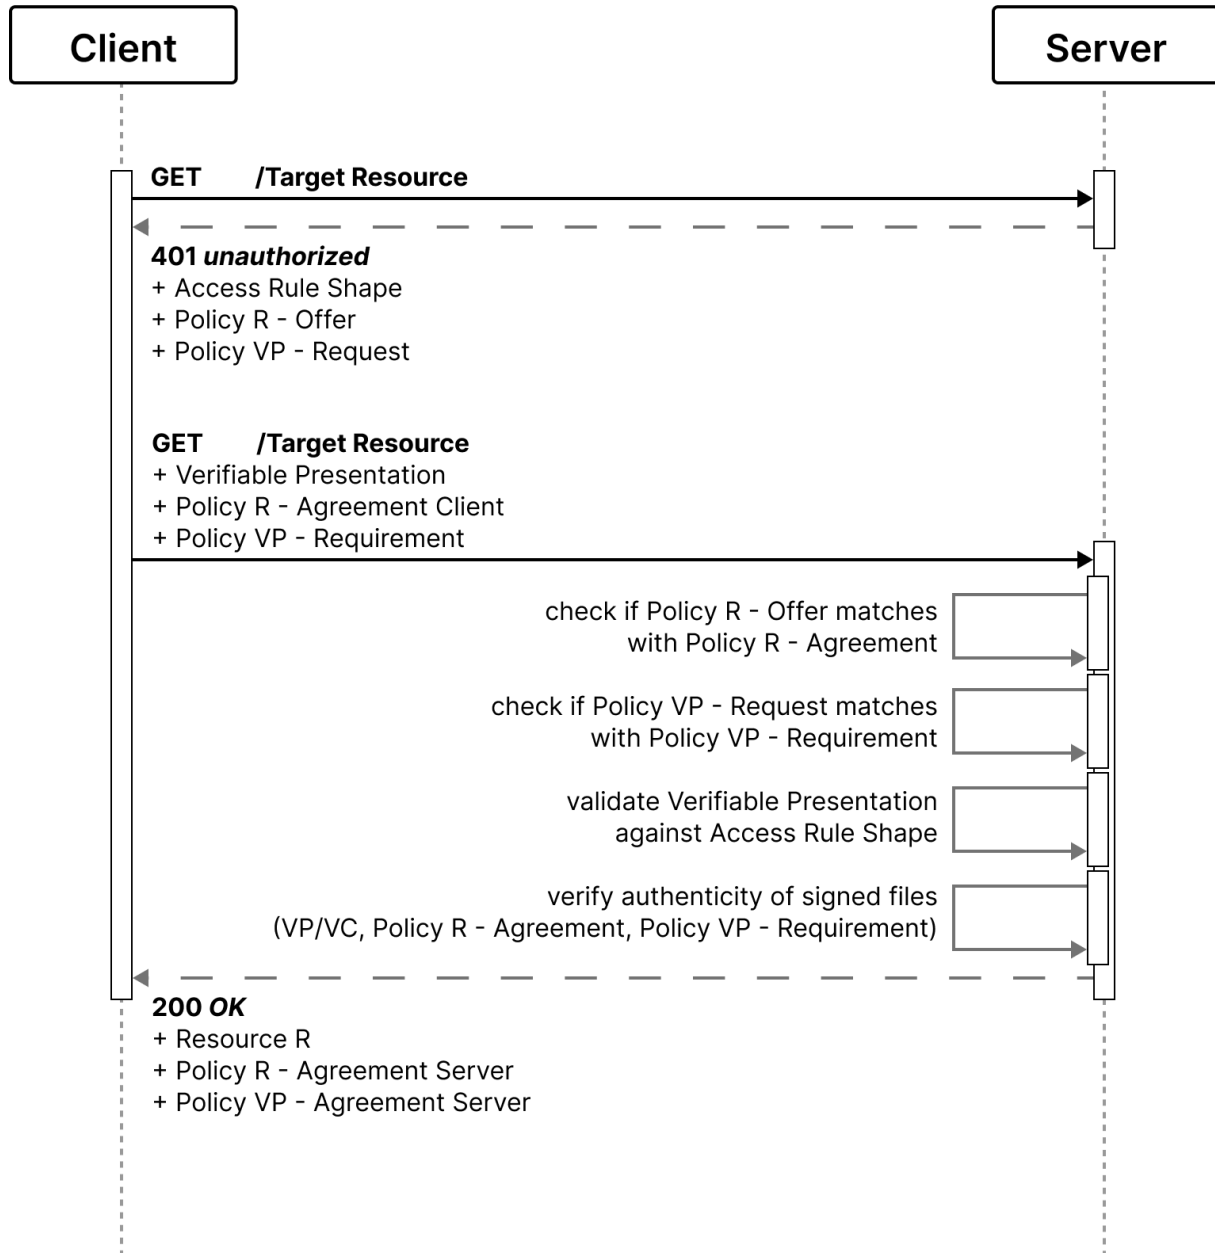 Client
Server
GET /Target Resource
401 unauthorized
+ Access Rule Shape
+ Policy R - Offer
+ Policy VP - Request
GET /Target Resource
+ Verifiable Presentation
+ Policy R - Agreement Client
+ Policy VP - Requirement
check if Policy R - Offer matches
with Policy R - Agreement
check if Policy VP - Request matches
with Policy VP - Requirement
validate Verifiable Presentation
against Access Rule Shape
verify authenticity of signed files
(VP/VC, Policy R - Agreement, Policy VP - Requirement)
200 OK
+ Resource R
+ Policy R - Agreement Server
+ Policy VP - Agreement Server